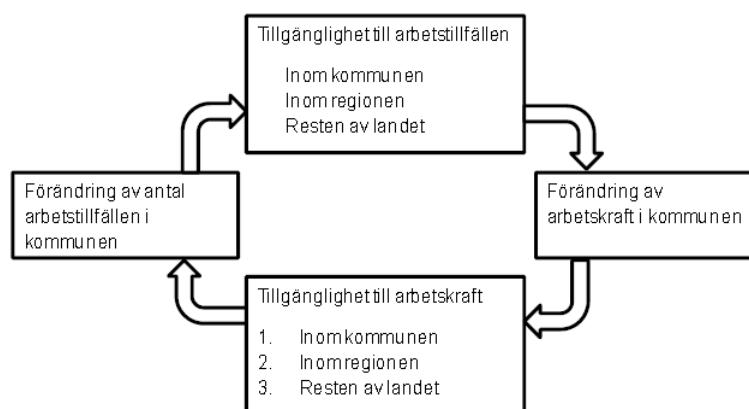 Tillgänglighet till arbetstillfällen
Inom kommunen
Inom regionen
Resten av landet
Förändring av antal
arbetstillfällen i
kommunen
Förändring av
arbetskraft i kommunen
Tillgänglighet till arbetskraft
1. Inom kommunen
2. Inom regionen
3. Resten av landet